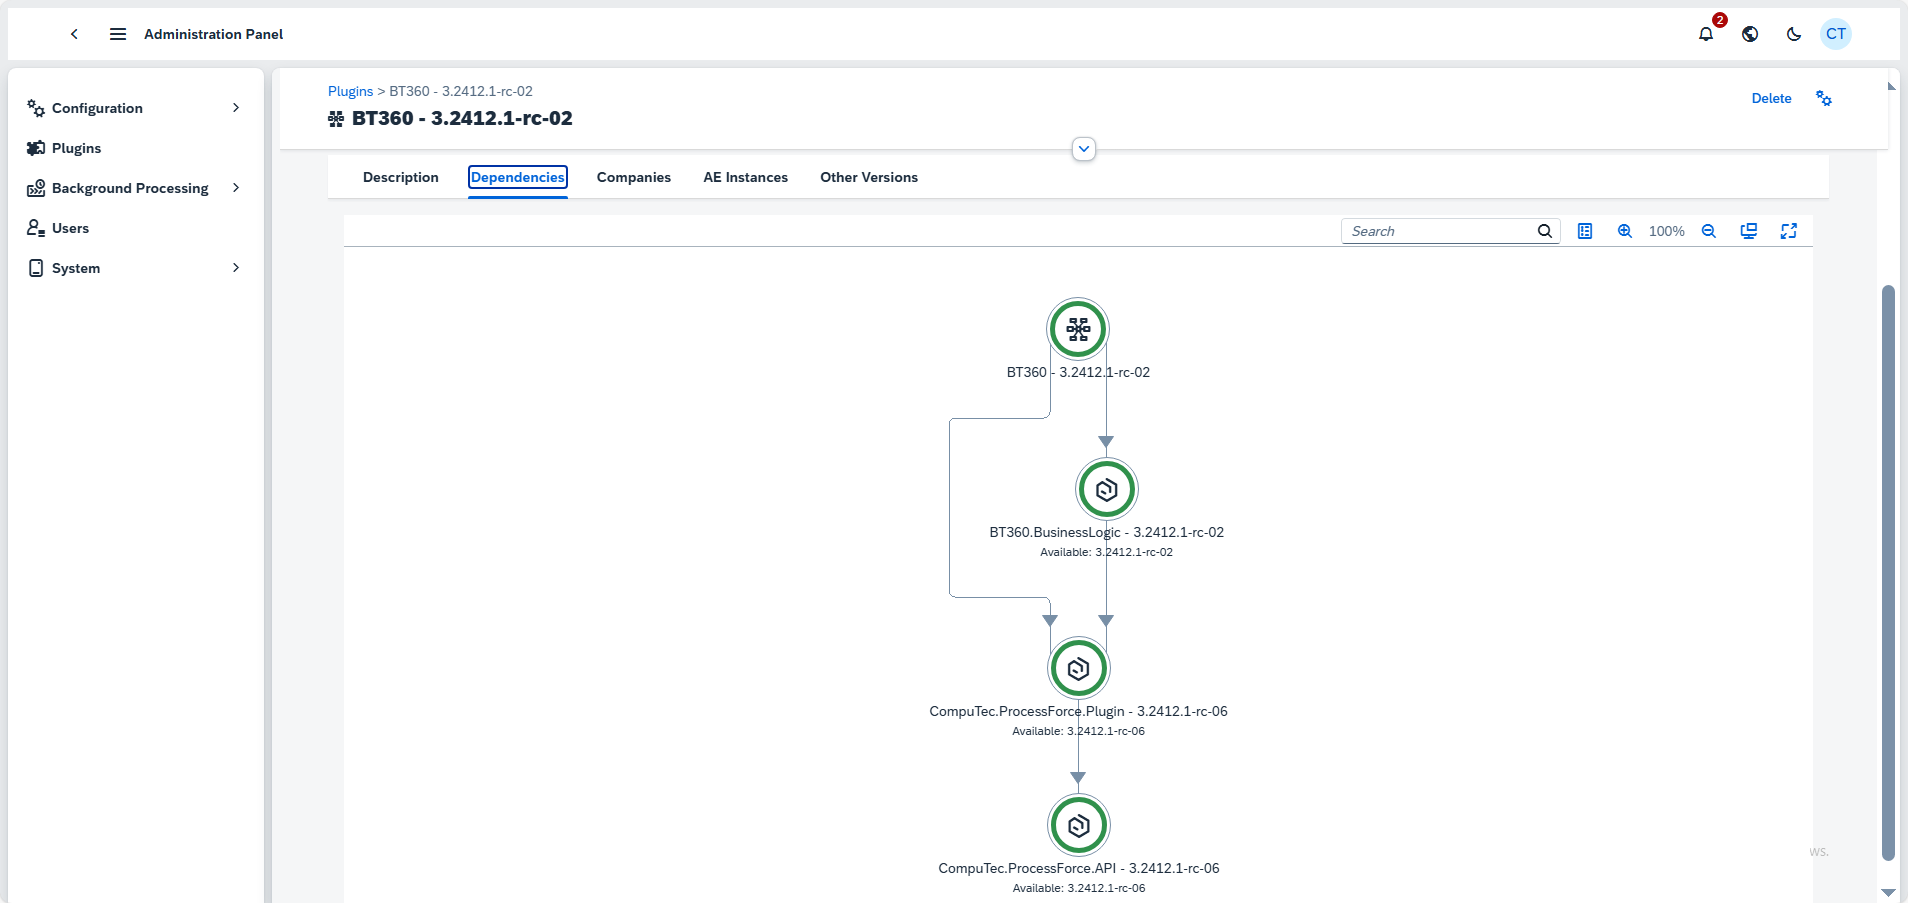 Administration Panel
2
CT
Configuration
Plugins
Background Processing
Users
System
Plugins > BT360 - 3.2412.1-rc-02
BT360 - 3.2412.1-rc-02
Delete
Description
Dependencies
Companies
AE Instances
Other Versions
Search
100%
BT360 - 3.2412.1-rc-02
BT360.BusinessLogic - 3.2412.1-rc-02
Available: 3.2412.1-rc-02
CompuTec.ProcessForce.Plugin - 3.2412.1-rc-06
Available: 3.2412.1-rc-06
ws.
CompuTec.ProcessForce.API - 3.2412.1-rc-06
Available: 3.2412.1-rc-06